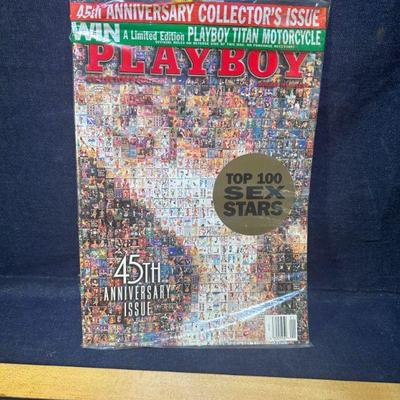 45th ANNIVERSARY COLLECTOR'S ISSUE
WIN A Limited Edition PLAYBOY TITAN MOTORCYCLE
PLAYBOY
TOP 100
SEX
STARS
45TH
ANNIVERSARY
ISSUE